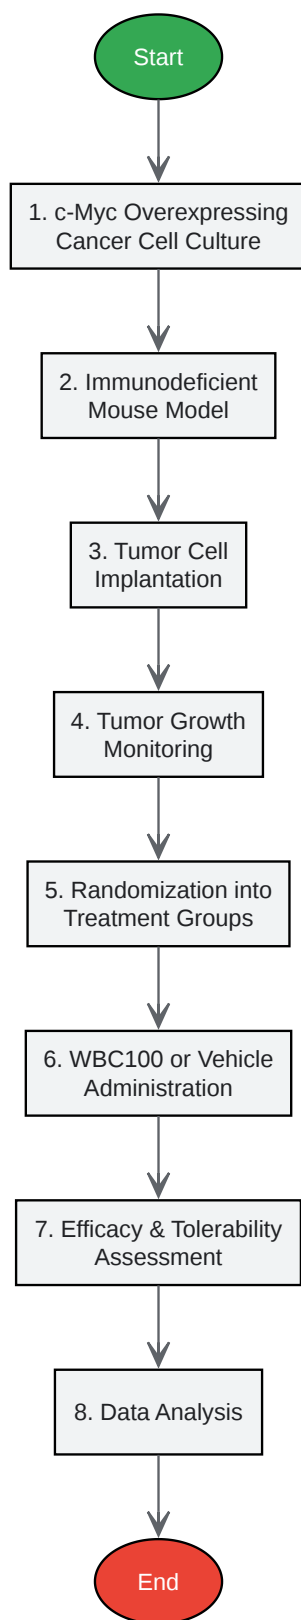 Start
1. c-Myc Overexpressing
Cancer Cell Culture
2. Immunodeficient
Mouse Model
3. Tumor Cell
Implantation
4. Tumor Growth
Monitoring
5. Randomization into
Treatment Groups
6. WBC100 or Vehicle
Administration
7. Efficacy & Tolerability
Assessment
8. Data Analysis
End